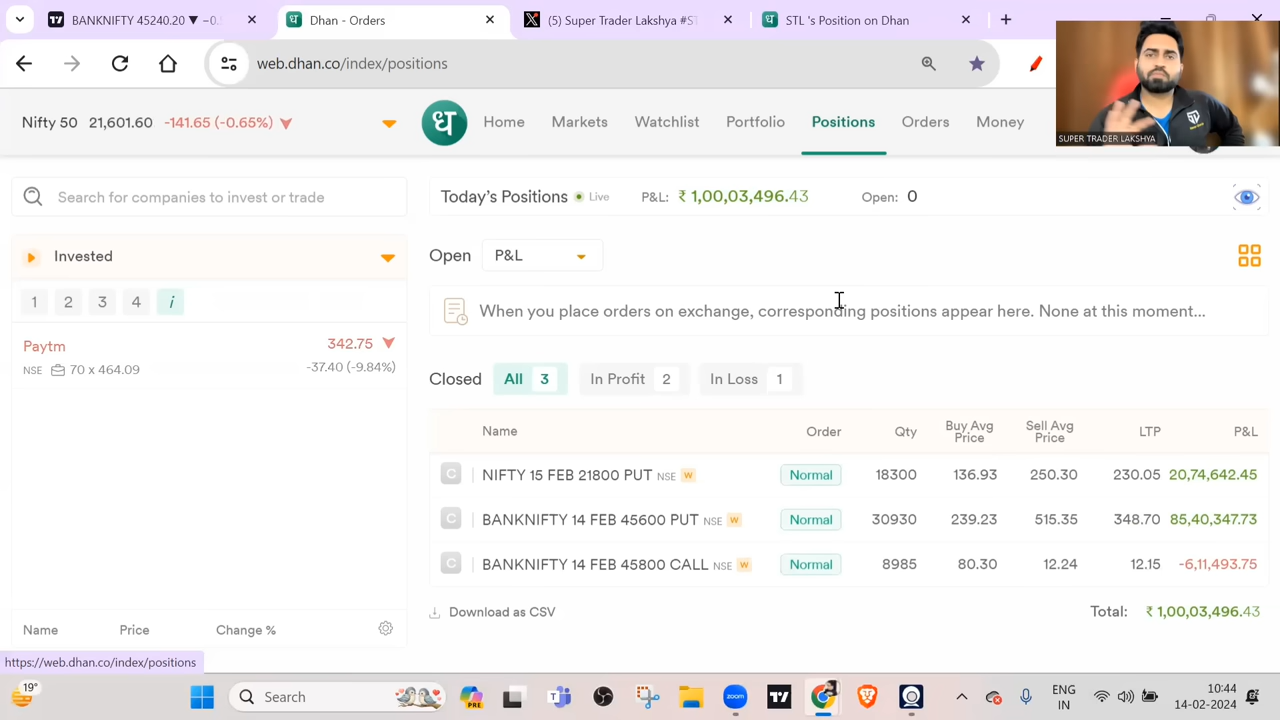 BANKNIFTY 45240.20 ▼ −0.
Dhan - Orders
(5) Super Trader Lakshya #ST
STL 's Position on Dhan
web.dhan.co/index/positions
Nifty 50 21,601.60 -141.65 (-0.65%)
ध
Home Markets Watchlist Portfolio Positions Orders Money
SUPER TRADER LAKSHYA
Search for companies to invest or trade
Today's Positions Live P&L: ₹ 1,00,03,496.43 Open: 0
Invested
Open P&L
1 2 3 4 i
When you place orders on exchange, corresponding positions appear here. None at this moment...
Paytm 342.75
NSE 70 x 464.09 -37.40 (-9.84%)
Closed All 3 In Profit 2 In Loss 1
Name Order Qty Buy Avg Price Sell Avg Price LTP P&L
C NIFTY 15 FEB 21800 PUT NSE W Normal 18300 136.93 250.30 230.05 20,74,642.45
C BANKNIFTY 14 FEB 45600 PUT NSE W Normal 30930 239.23 515.35 348.70 85,40,347.73
C BANKNIFTY 14 FEB 45800 CALL NSE W Normal 8985 80.30 12.24 12.15 -6,11,493.75
Download as CSV Total: ₹ 1,00,03,496.43
Name Price Change %
https://web.dhan.co/index/positions
19°
Search
PRE
zoom
ENG
IN
10:44
14-02-2024